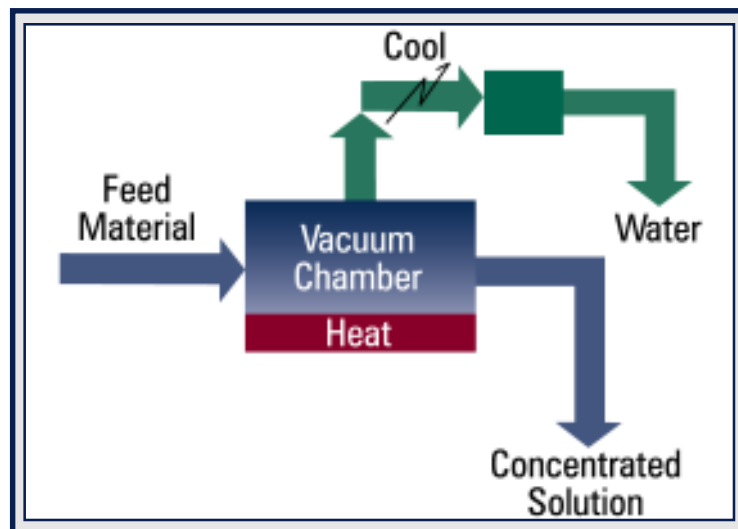 Cool
Feed
Material
Vacuum
Chamber
Heat
Water
Concentrated
Solution